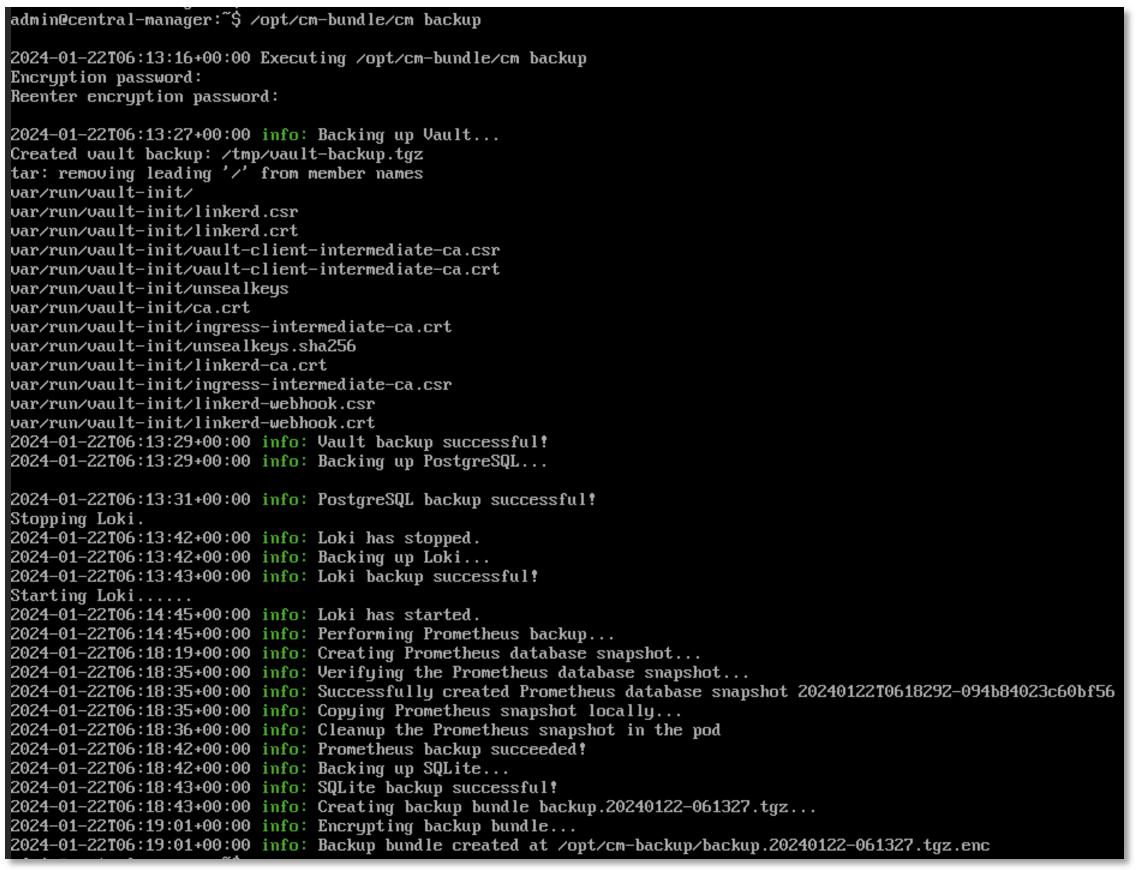 admin@central-manager:~$ /opt/cm-bundle/cm backup
2024-01-22T06:13:16+00:00 Executing /opt/cm-bundle/cm backup
Encryption password:
Reenter encryption password:
2024-01-22T06:13:27+00:00 info: Backing up Vault...
Created vault backup: /tmp/vault-backup.tgz
tar: removing leading '/' from member names
var/run/vault-init/
var/run/vault-init/linkerd.csr
var/run/vault-init/linkerd.crt
var/run/vault-init/vault-client-intermediate-ca.csr
var/run/vault-init/vault-client-intermediate-ca.crt
var/run/vault-init/unsealkeys
var/run/vault-init/ca.crt
var/run/vault-init/ingress-intermediate-ca.crt
var/run/vault-init/unsealkeys.sha256
var/run/vault-init/linkerd-ca.crt
var/run/vault-init/ingress-intermediate-ca.csr
var/run/vault-init/linkerd-webhook.csr
var/run/vault-init/linkerd-webhook.crt
2024-01-22T06:13:29+00:00 info: Vault backup successful!
2024-01-22T06:13:29+00:00 info: Backing up PostgreSQL...
2024-01-22T06:13:31+00:00 info: PostgreSQL backup successful!
Stopping Loki.
2024-01-22T06:13:42+00:00 info: Loki has stopped.
2024-01-22T06:13:42+00:00 info: Backing up Loki...
2024-01-22T06:13:43+00:00 info: Loki backup successful!
Starting Loki......
2024-01-22T06:14:45+00:00 info: Loki has started.
2024-01-22T06:14:45+00:00 info: Performing Prometheus backup...
2024-01-22T06:18:19+00:00 info: Creating Prometheus database snapshot...
2024-01-22T06:18:35+00:00 info: Verifying the Prometheus database snapshot...
2024-01-22T06:18:35+00:00 info: Successfully created Prometheus database snapshot 20240122T061829Z-094b84023c60bf56
2024-01-22T06:18:35+00:00 info: Copying Prometheus snapshot locally...
2024-01-22T06:18:36+00:00 info: Cleanup the Prometheus snapshot in the pod
2024-01-22T06:18:42+00:00 info: Prometheus backup succeeded!
2024-01-22T06:18:42+00:00 info: Backing up SQLite...
2024-01-22T06:18:43+00:00 info: SQLite backup successful!
2024-01-22T06:18:43+00:00 info: Creating backup bundle backup.20240122-061327.tgz...
2024-01-22T06:19:01+00:00 info: Encrypting backup bundle...
2024-01-22T06:19:01+00:00 info: Backup bundle created at /opt/cm-backup/backup.20240122-061327.tgz.enc